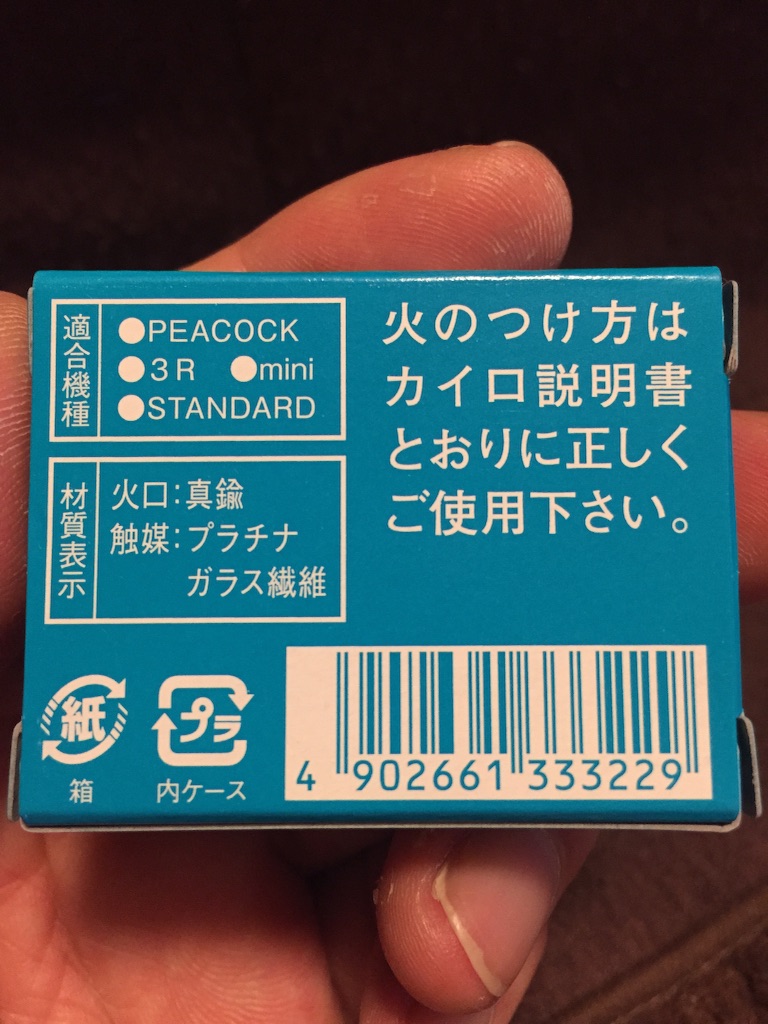 適合機種
●PEACOCK
●3R ●mini
●STANDARD
材質表示
火口：真鍮
触媒：プラチナ
ガラス繊維
火のつけ方は
カイロ説明書
とおりに正しく
ご使用下さい。
紙
箱
プラ
内ケース
4 902661 333229